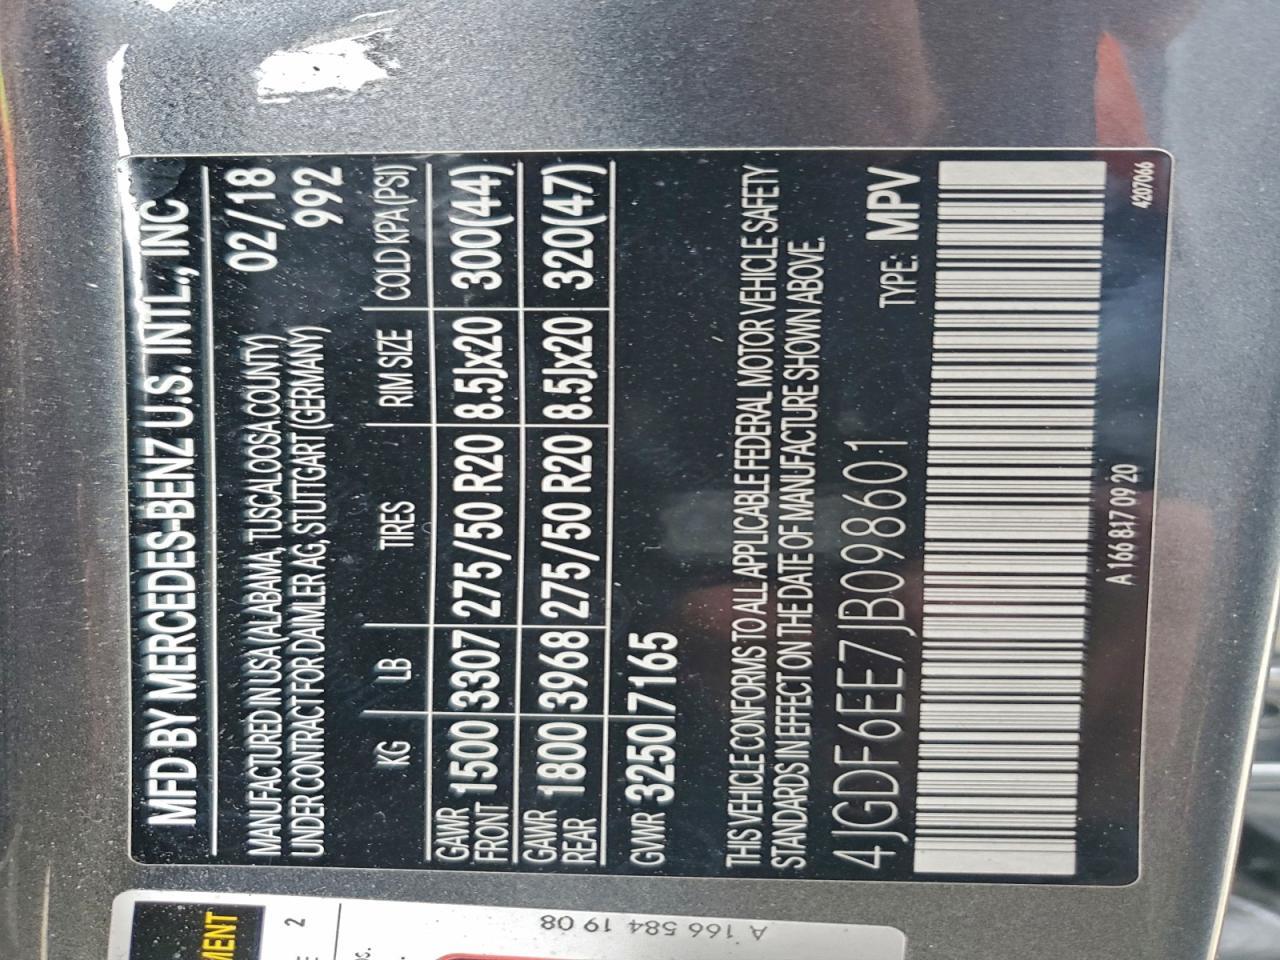 MFD BY MERCEDES-BENZ U.S. INTL., INC
MANUFACTURED IN USA (ALABAMA, TUSCALOOSA COUNTY) 02/18
UNDER CONTRACT FOR DAIMLER AG, STUTTGART (GERMANY) 992
KG LB TIRES RIM SIZE COLD KPA (PSI)
GAWR FRONT 1500 3307 275/50 R20 8.5Jx20 300(44)
GAWR REAR 1800 3968 275/50 R20 8.5Jx20 320(47)
GVWR 3250 7165
THIS VEHICLE CONFORMS TO ALL APPLICABLE FEDERAL MOTOR VEHICLE SAFETY
STANDARDS IN EFFECT ON THE DATE OF MANUFACTURE SHOWN ABOVE.
4JGDF6EE7JB098601 TYPE: MPV
A 166 817 09 20
4207066
A 166 584 19 08
2